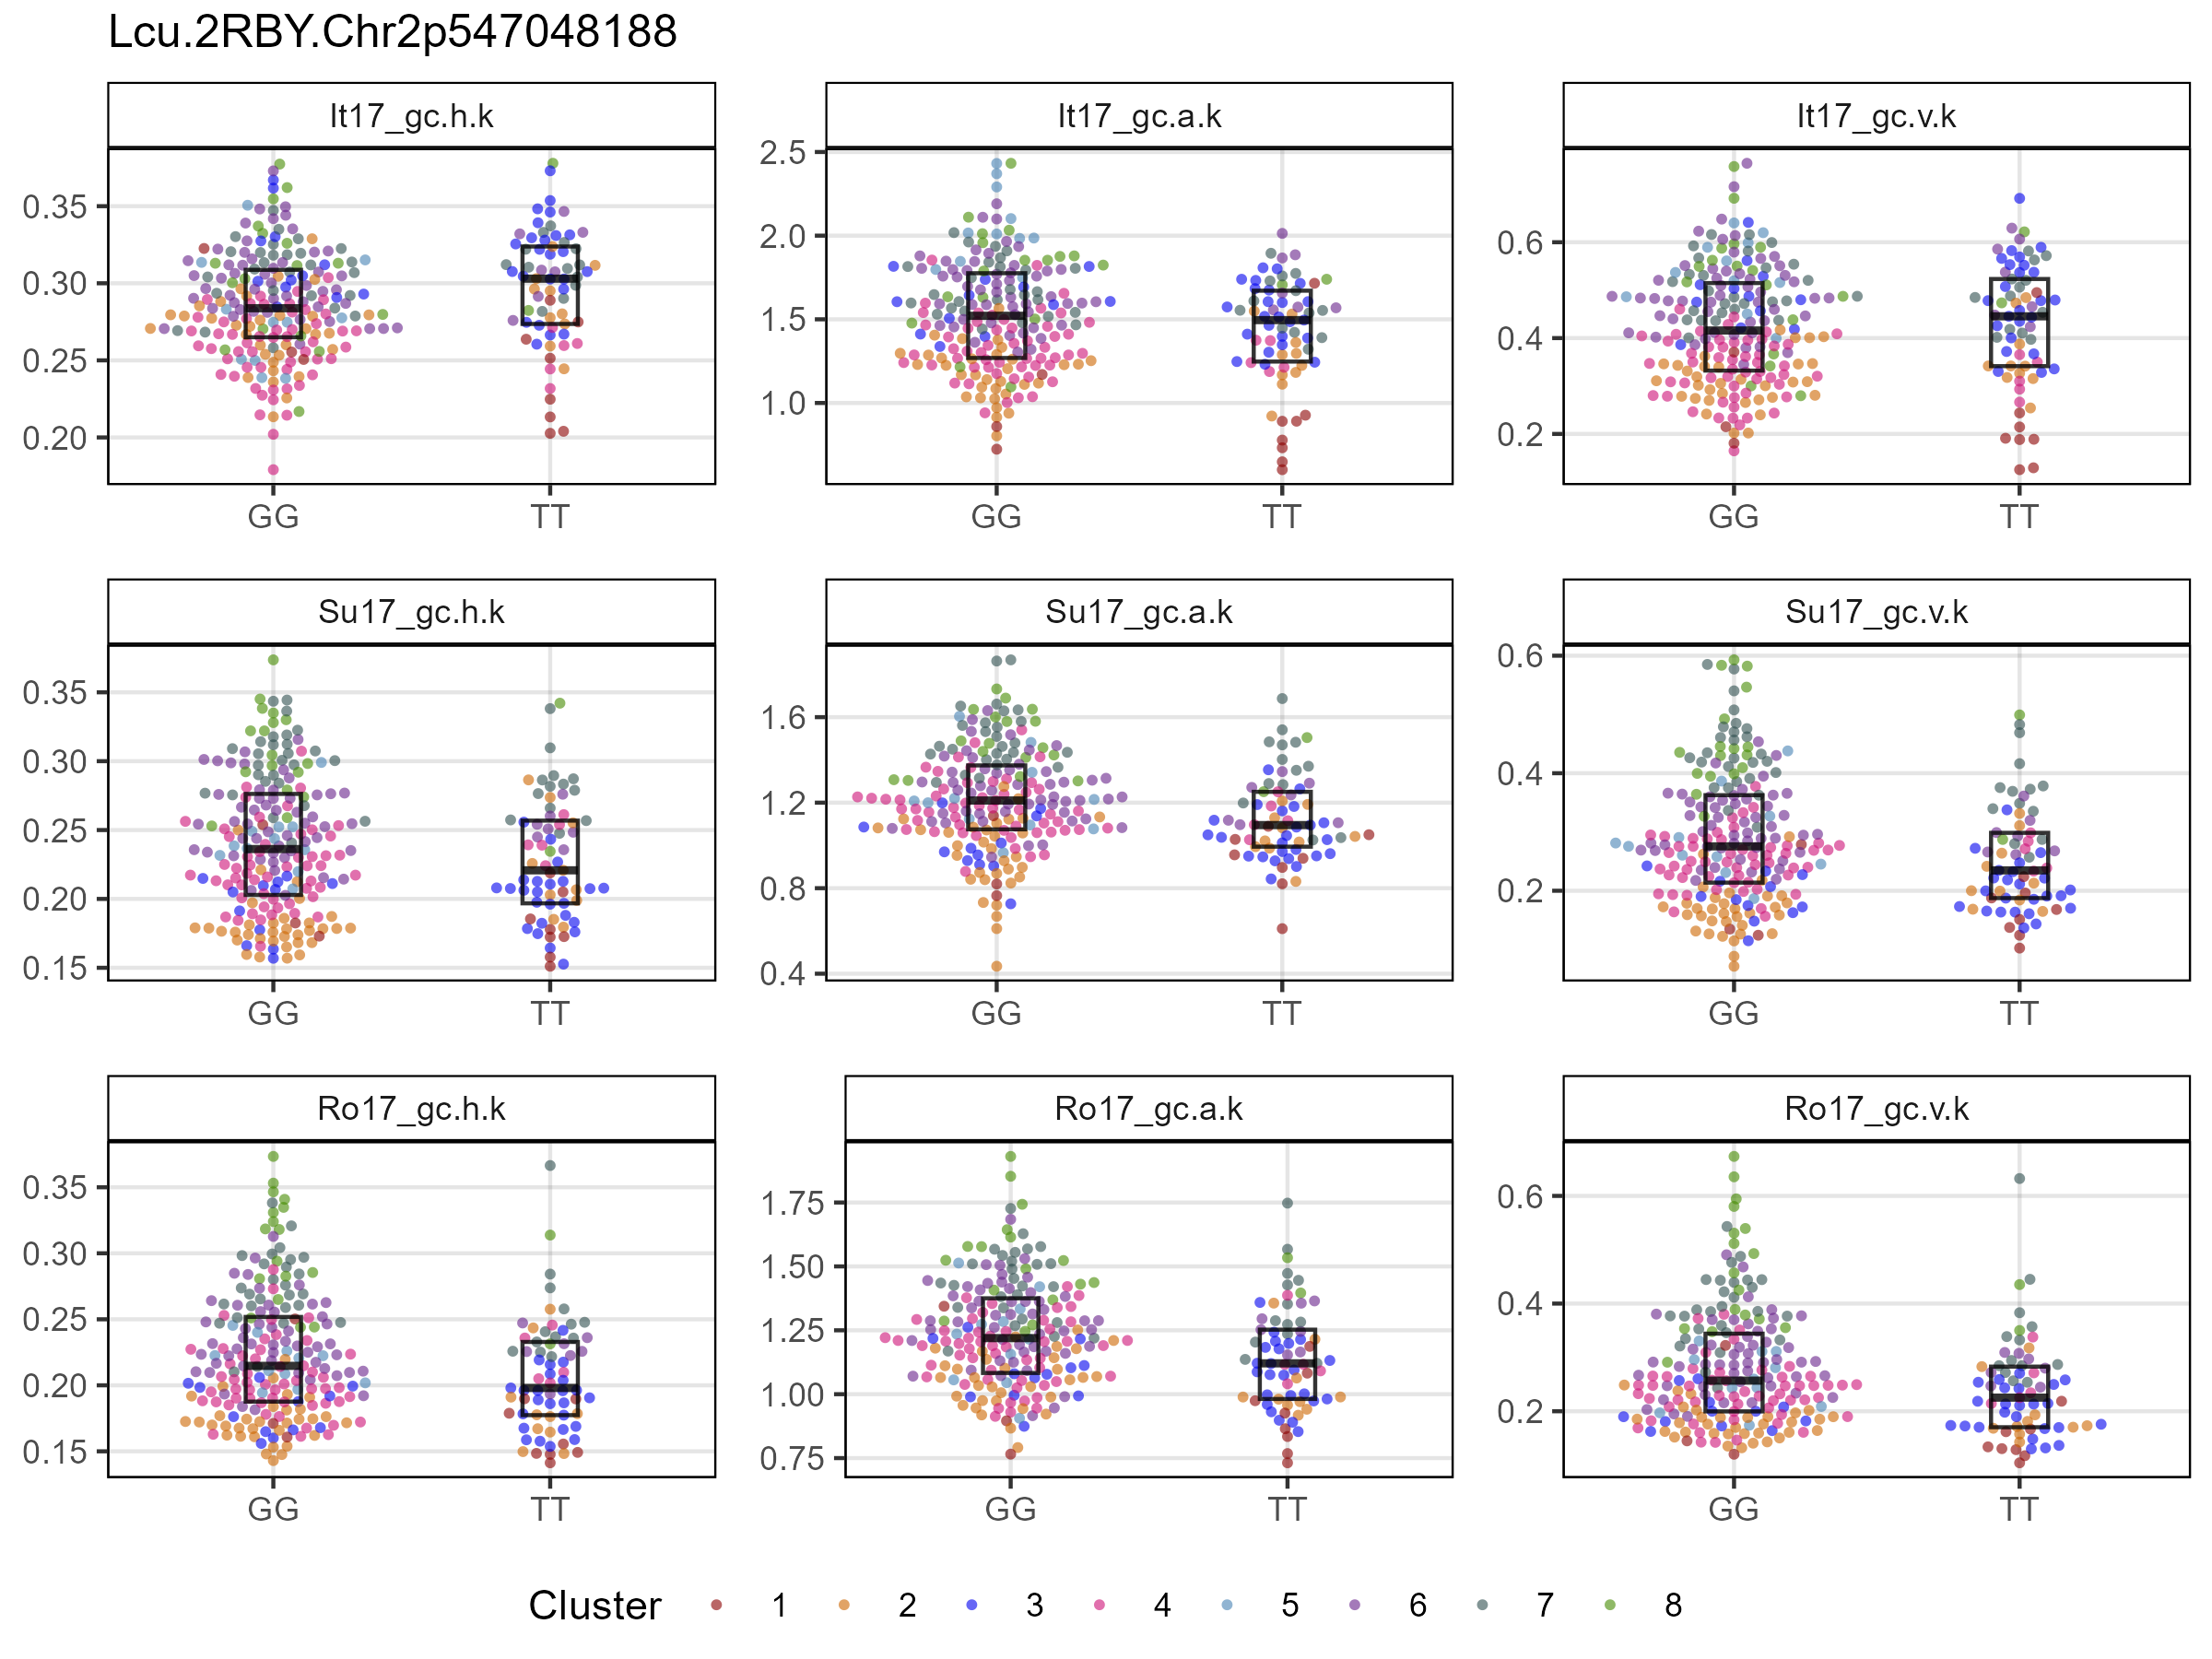 Lcu.2RBY.Chr2p547048188
It17_gc.h.k
It17_gc.a.k
It17_gc.v.k
0.35
0.30
0.25
0.20
GG
TT
2.5
2.0
1.5
1.0
GG
TT
0.6
0.4
0.2
GG
TT
Su17_gc.h.k
Su17_gc.a.k
Su17_gc.v.k
0.35
0.30
0.25
0.20
0.15
GG
TT
1.6
1.2
0.8
0.4
GG
TT
0.6
0.4
0.2
GG
TT
Ro17_gc.h.k
Ro17_gc.a.k
Ro17_gc.v.k
0.35
0.30
0.25
0.20
0.15
GG
TT
1.75
1.50
1.25
1.00
0.75
GG
TT
0.6
0.4
0.2
GG
TT
Cluster 1 2 3 4 5 6 7 8